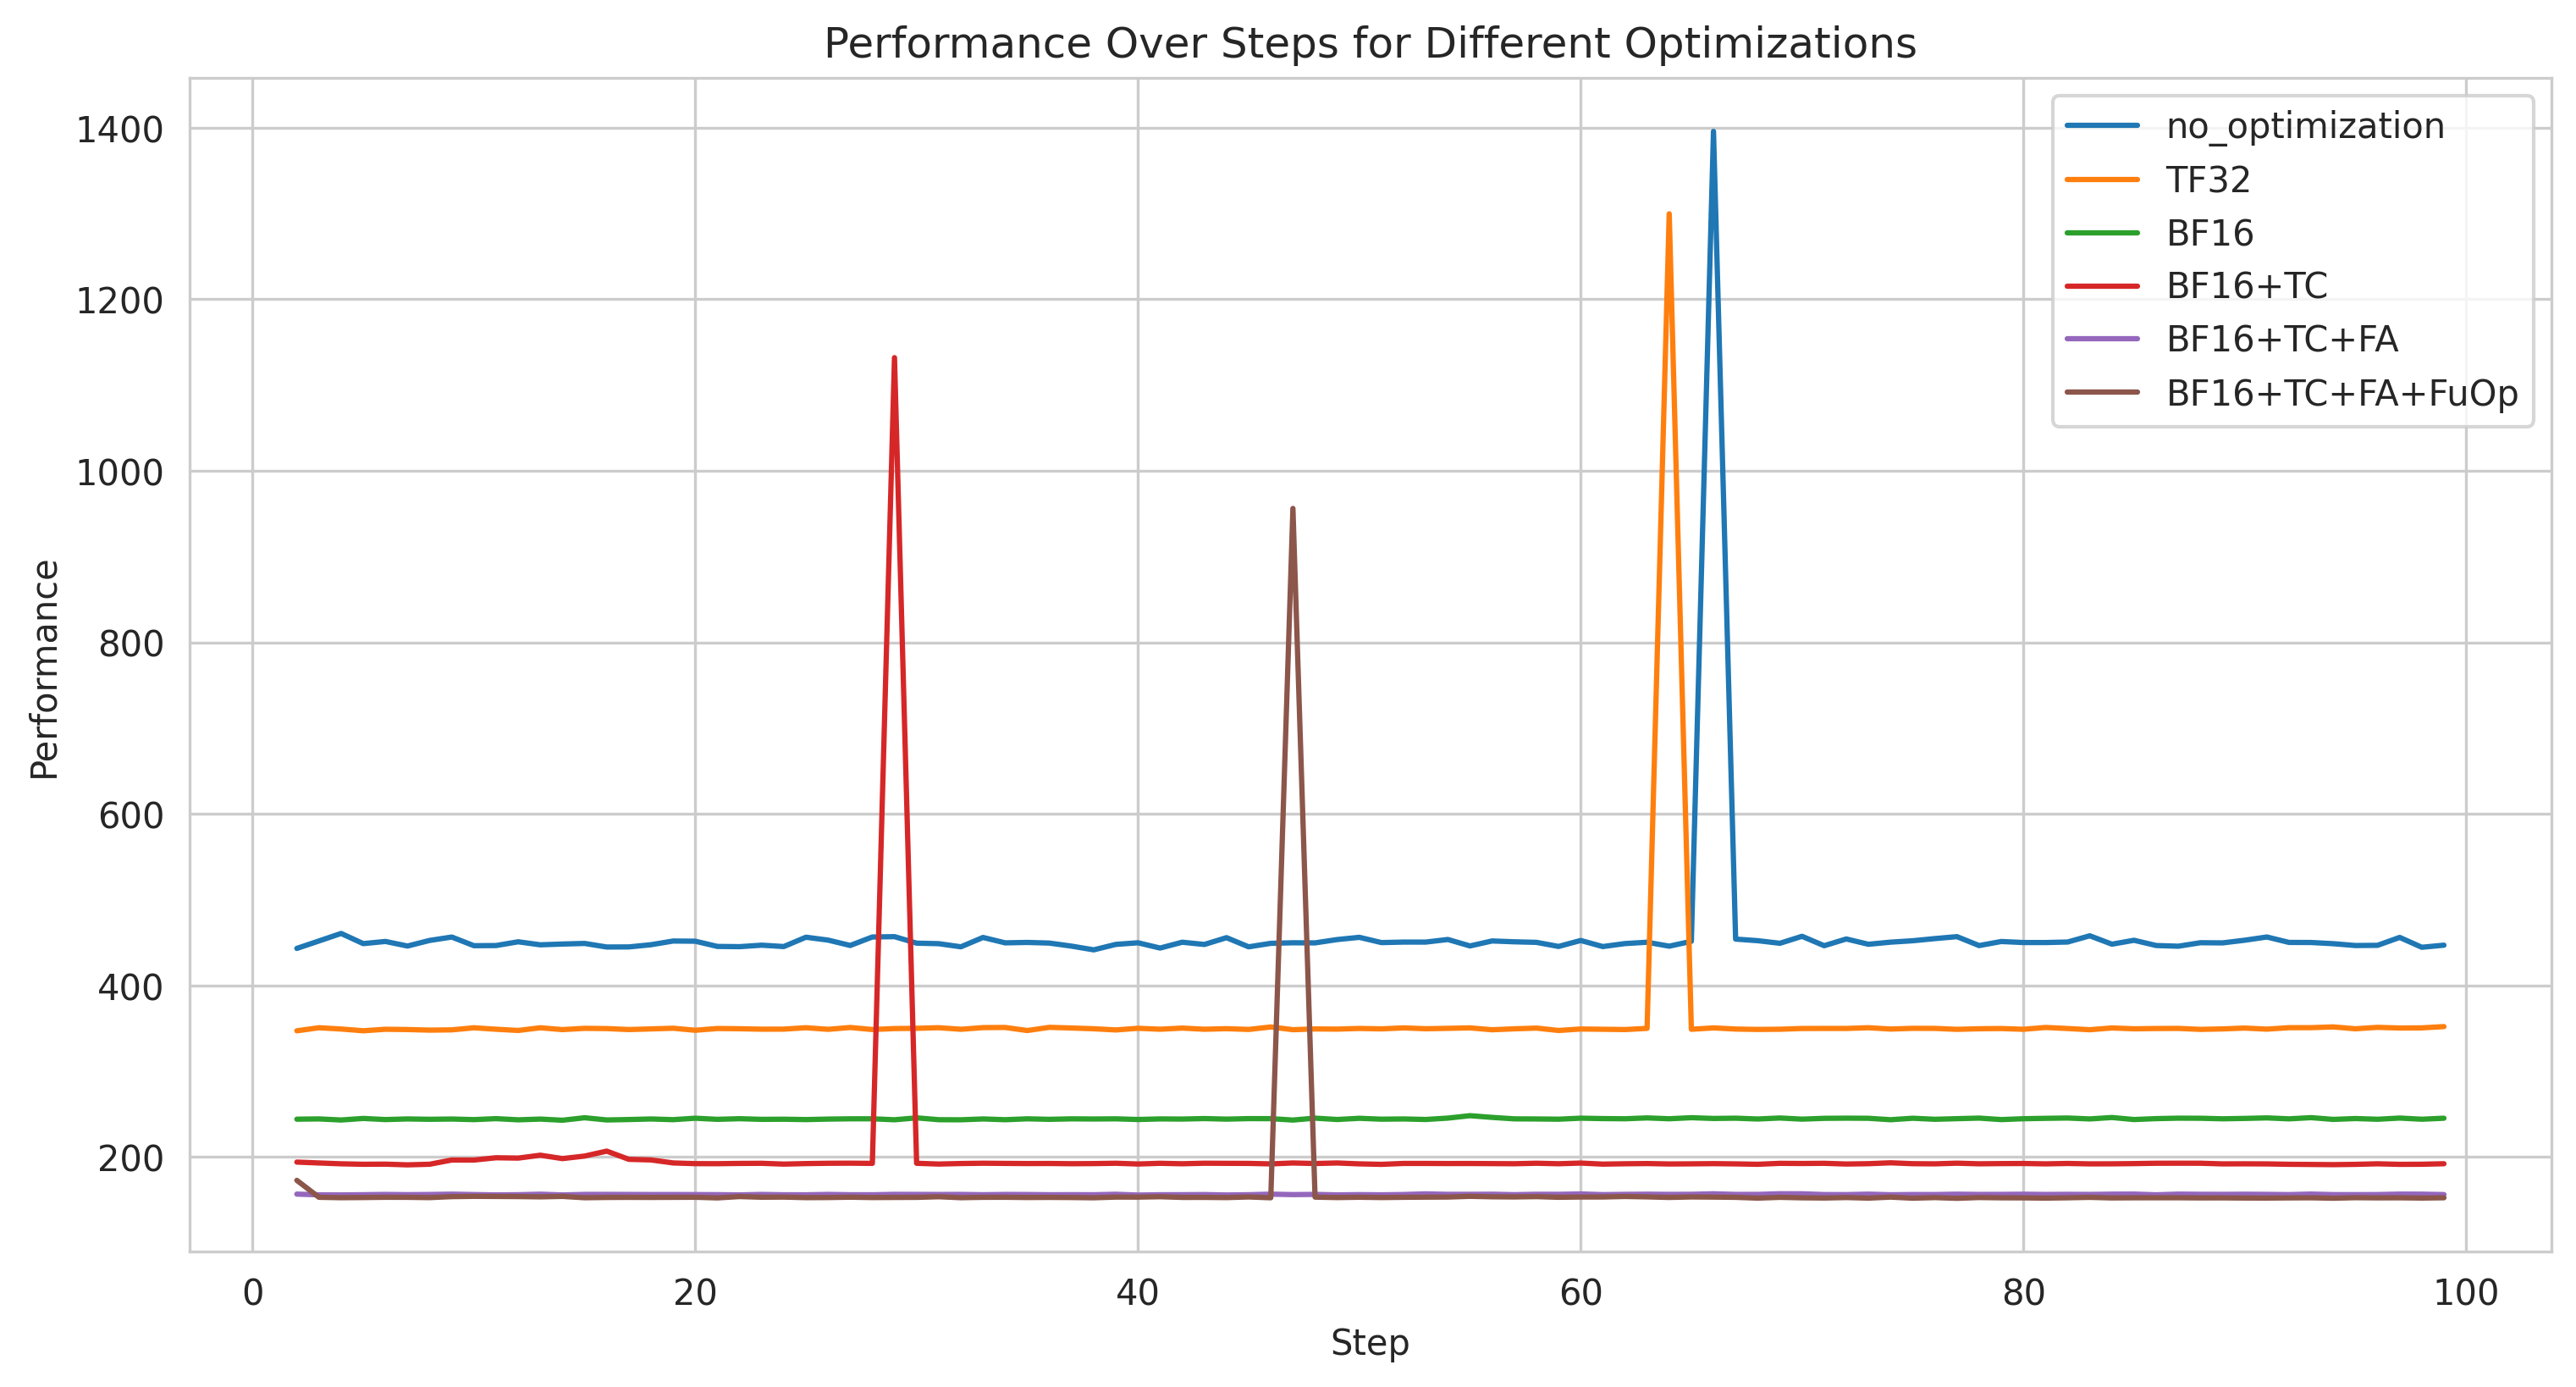 Performance Over Steps for Different Optimizations
1400
1200
1000
800
600
400
200
Performance
no_optimization
TF32
BF16
BF16+TC
BF16+TC+FA
BF16+TC+FA+FuOp
0 20 40 60 80 100
Step